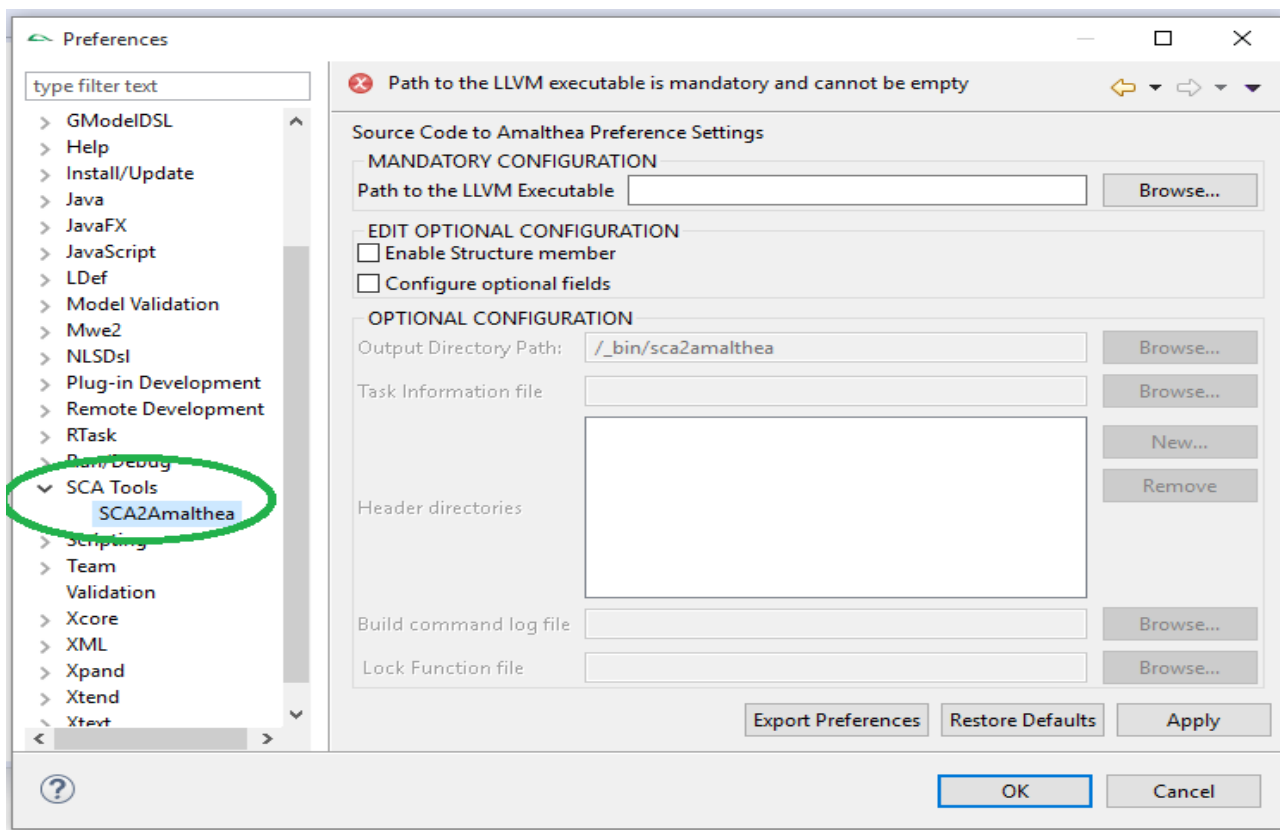 Preferences
type filter text
GModelDSL
Help
Install/Update
Java
JavaFX
JavaScript
LDef
Model Validation
Mwe2
NLSDsl
Plug-in Development
Remote Development
RTask
Run/Debug
SCA Tools
SCA2Amalthea
Scripting
Team
Validation
Xcore
XML
Xpand
Xtend
Xtext
Path to the LLVM executable is mandatory and cannot be empty
Source Code to Amalthea Preference Settings
MANDATORY CONFIGURATION
Path to the LLVM Executable Browse...
EDIT OPTIONAL CONFIGURATION
Enable Structure member
Configure optional fields
OPTIONAL CONFIGURATION
Output Directory Path: /_bin/sca2amalthea Browse...
Task Information file Browse...
New...
Remove
Header directories
Build command log file Browse...
Lock Function file Browse...
Export Preferences Restore Defaults Apply
? OK Cancel